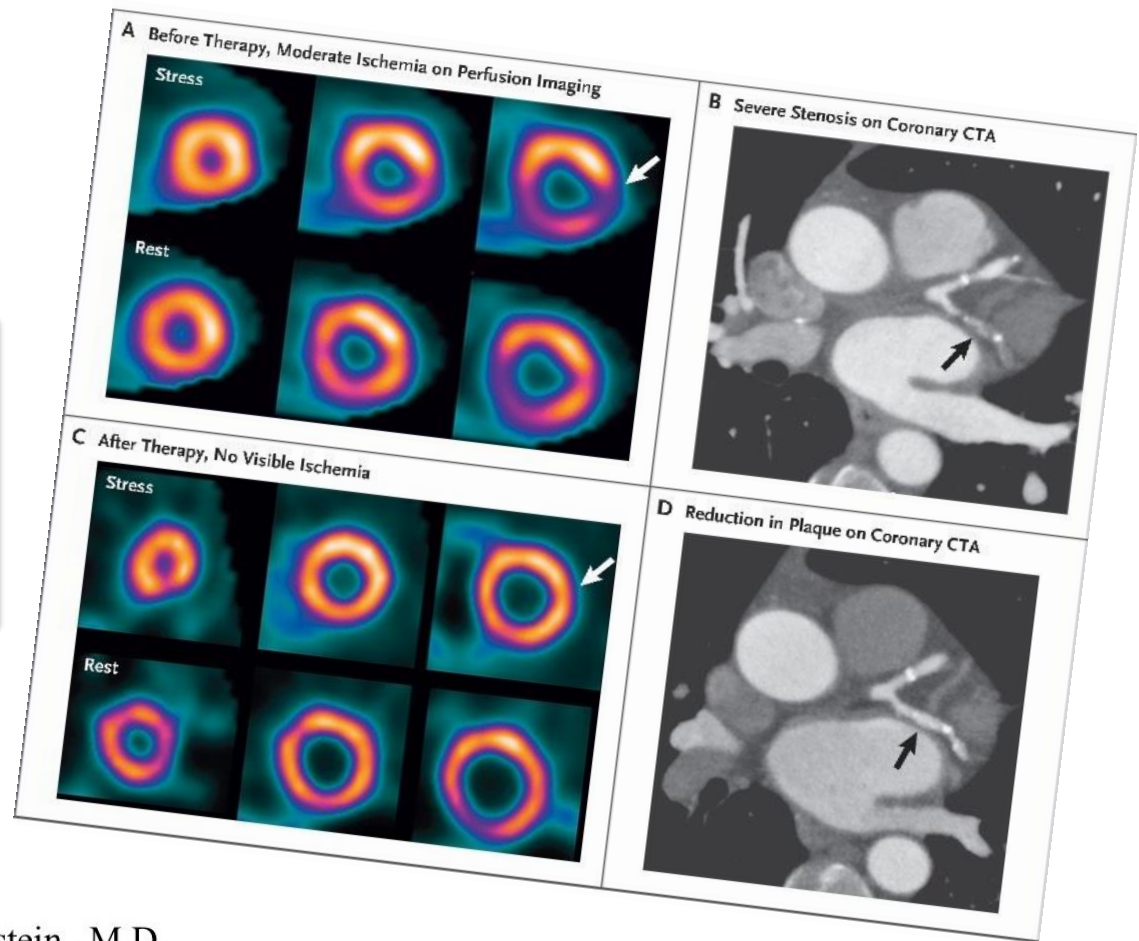 A Before Therapy, Moderate Ischemia on Perfusion Imaging
Stress
Rest
B Severe Stenosis on Coronary CTA
C After Therapy, No Visible Ischemia
Stress
Rest
D Reduction in Plaque on Coronary CTA
M.D.